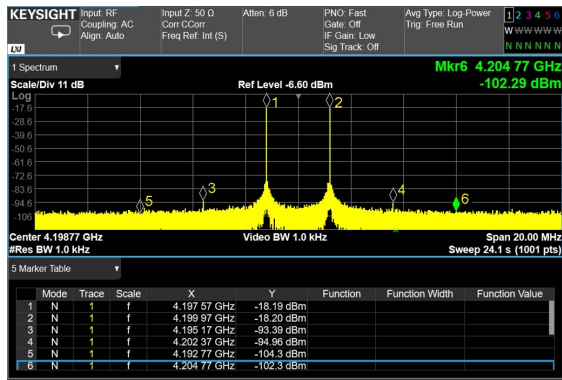 KEYSIGHT Input: RF Input Z: 50 Ω Atten: 6 dB PNO: Fast Avg Type: Log-Power 1 2 3 4 5 6
Coupling: AC Corr CCorr Gate: Off Trig: Free Run W W W W W W
Align: Auto Freq Ref: Int (S) IF Gain: Low
LXI Sig Track: Off N N N N N N
1 Spectrum Mkr6 4.204 77 GHz
Scale/Div 11 dB Ref Level -6.60 dBm -102.29 dBm
Log
1 2
-17.6
-28.6
-39.6
-50.6
-61.6
-72.6
-83.6
3 4
-94.6
5 6
-106
Center 4.19877 GHz Video BW 1.0 kHz Span 20.00 MHz
#Res BW 1.0 kHz Sweep 24.1 s (1001 pts)
5 Marker Table
Mode Trace Scale X Y Function Function Width Function Value
1 N 1 f 4.197 57 GHz -18.19 dBm
2 N 1 f 4.199 97 GHz -18.20 dBm
3 N 1 f 4.195 17 GHz -93.39 dBm
4 N 1 f 4.202 37 GHz -94.96 dBm
5 N 1 f 4.192 77 GHz -104.3 dBm
6 N 1 f 4.204 77 GHz -102.3 dBm